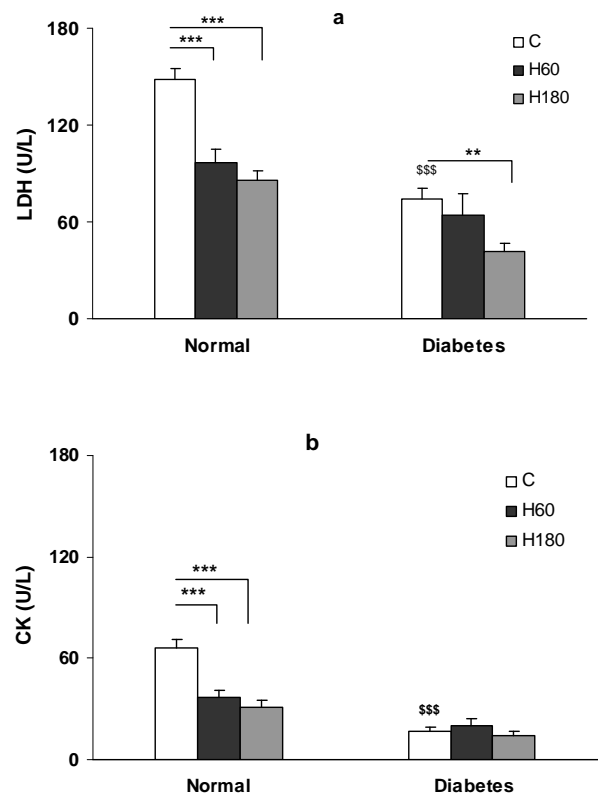 a
180
120
60
0
LDH (U/L)
***
***
$$$
**
C
H60
H180
Normal Diabetes
b
180
120
60
0
CK (U/L)
***
***
$$$
C
H60
H180
Normal Diabetes